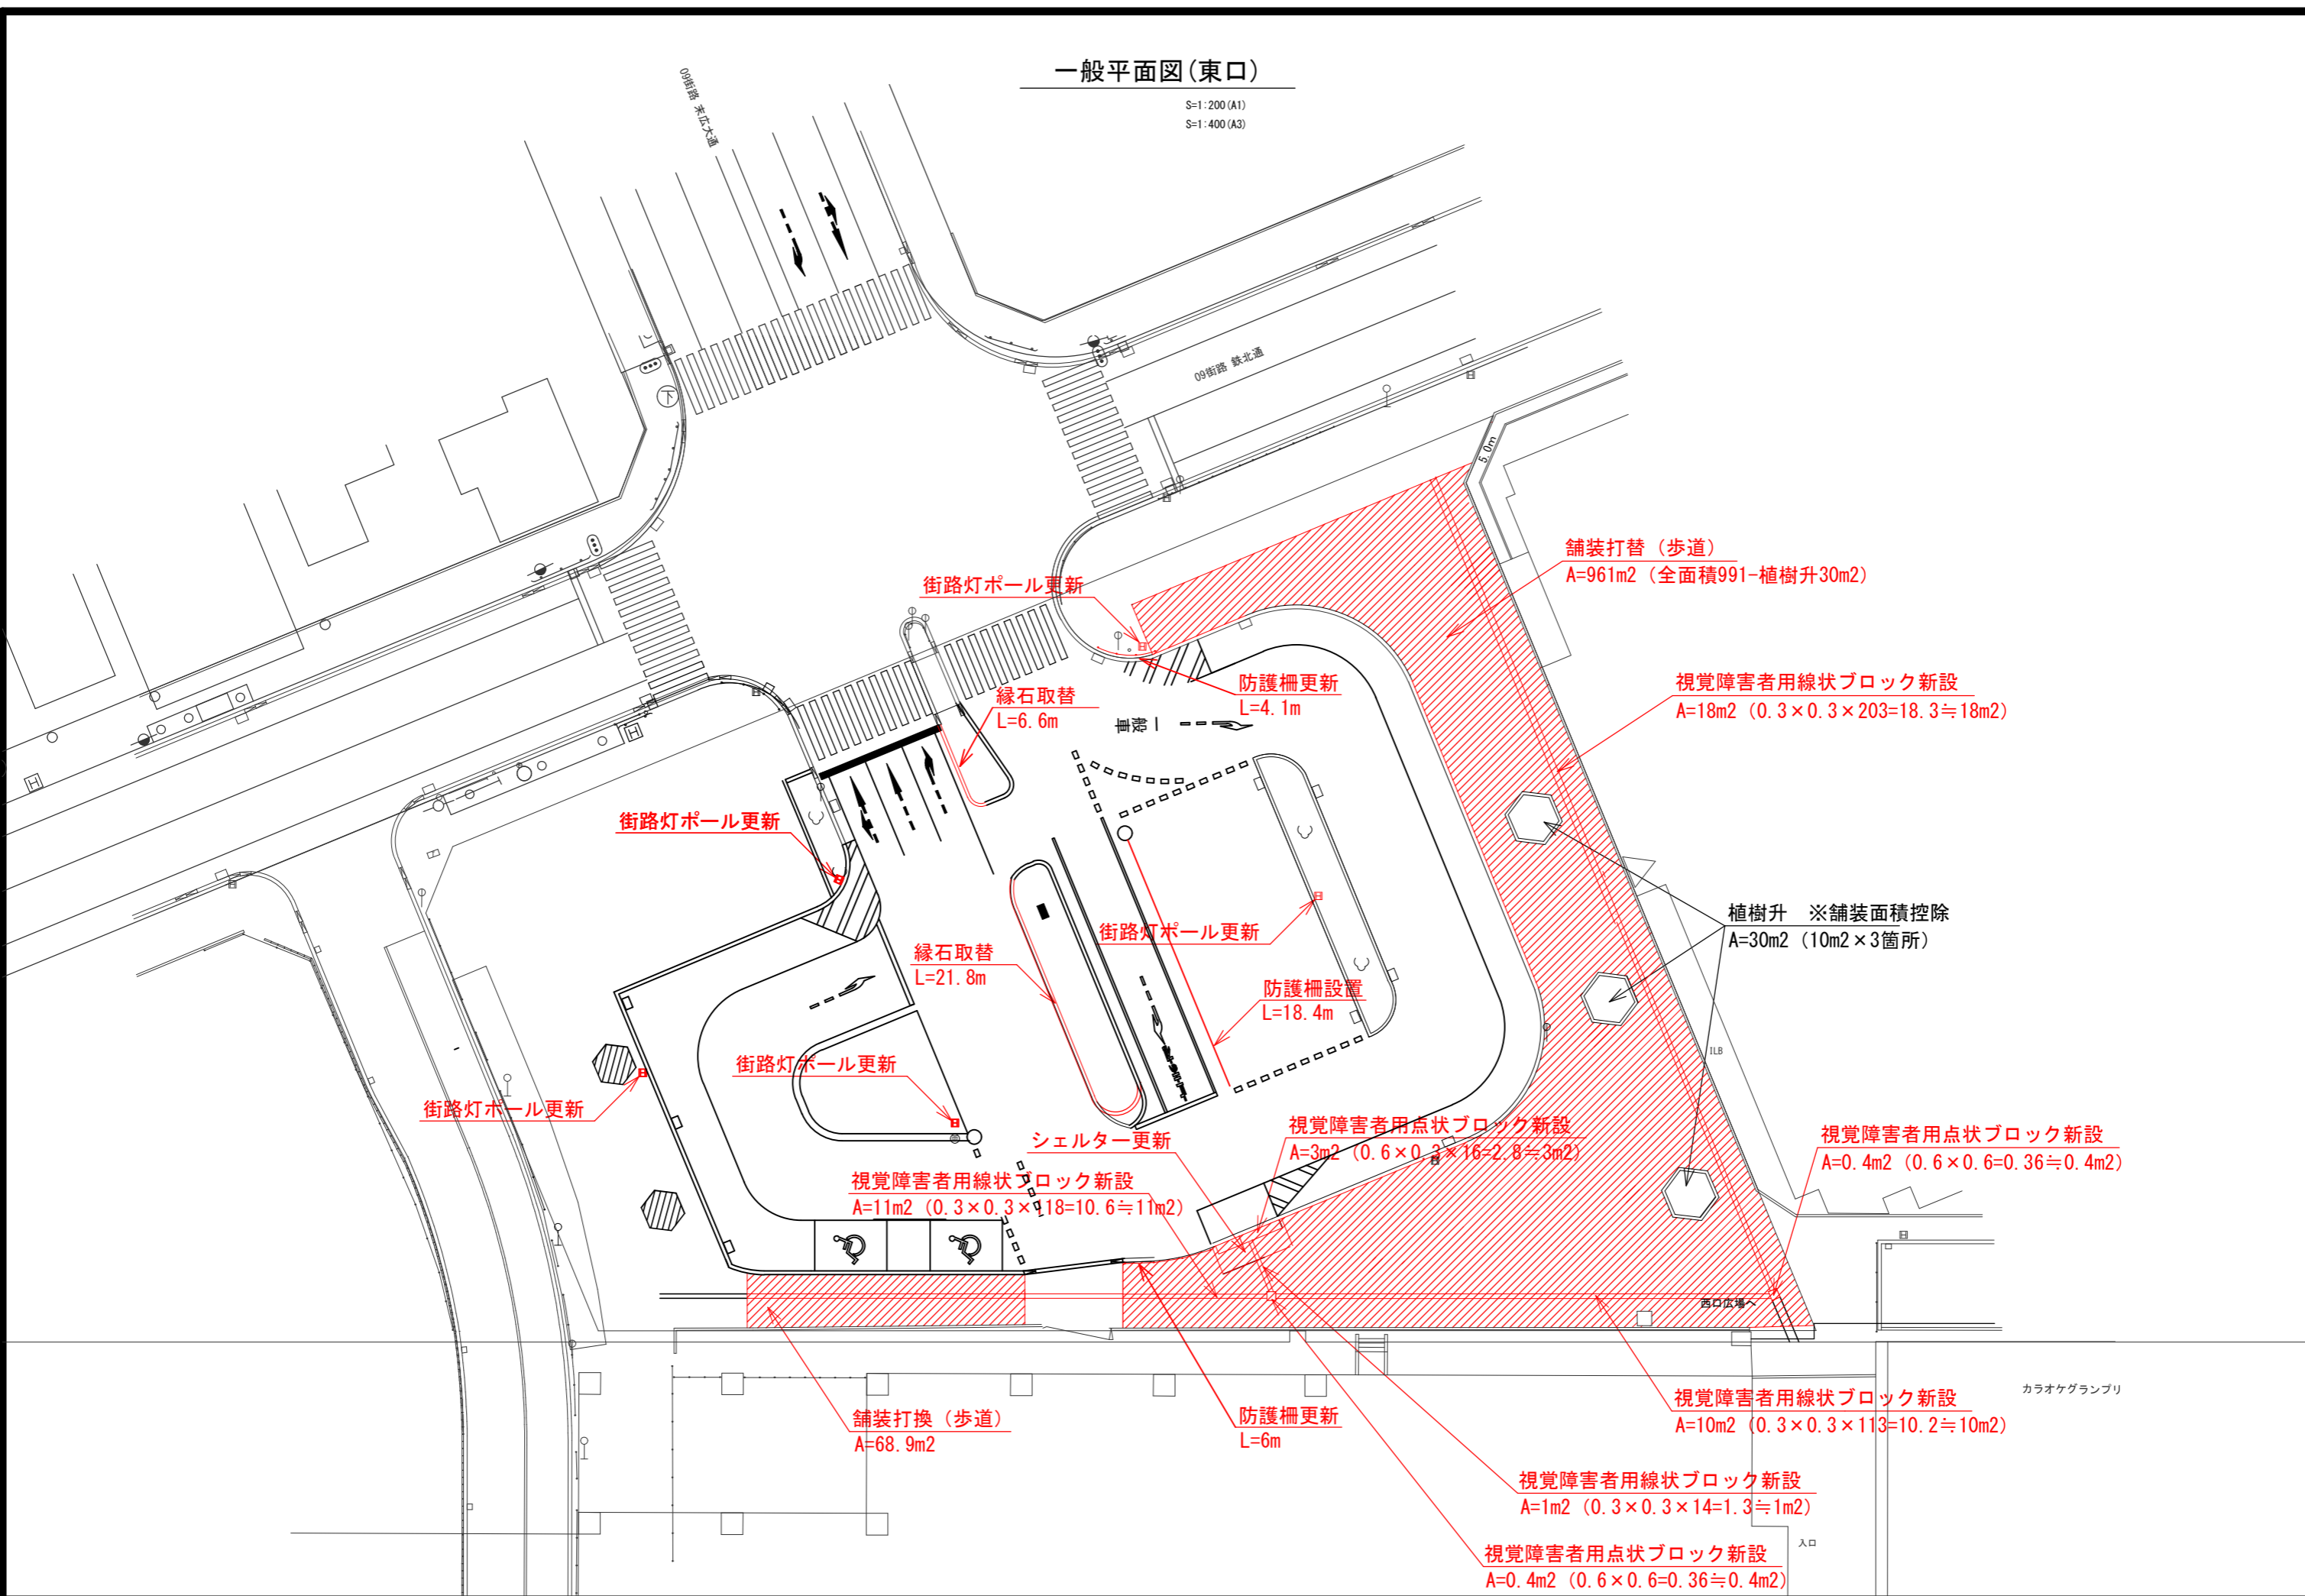 一般平面図(東口)
S=1:200(A1)
S=1:400(A3)
09街路 末広大通
09街路 鉄北通
5.0m
下
舗装打替（歩道）
A=961m2（全面積991-植樹升30m2）
街路灯ポール更新
防護柵更新
L=4.1m
視覚障害者用線状ブロック新設
A=18m2（0.3×0.3×203=18.3≒18m2）
縁石取替
L=6.6m
一般車
街路灯ポール更新
植樹升　※舗装面積控除
A=30m2（10m2×3箇所）
街路灯ポール更新
縁石取替
L=21.8m
防護柵設置
L=18.4m
ILB
街路灯ポール更新
街路灯ポール更新
シェルター更新
視覚障害者用点状ブロック新設
A=3m2（0.6×0.3×16=2.8≒3m2）
視覚障害者用点状ブロック新設
A=0.4m2（0.6×0.6=0.36≒0.4m2）
視覚障害者用線状ブロック新設
A=11m2（0.3×0.3×118=10.6≒11m2）
西口広場へ
カラオケグランプリ
視覚障害者用線状ブロック新設
A=10m2（0.3×0.3×113=10.2≒10m2）
舗装打換（歩道）
A=68.9m2
防護柵更新
L=6m
視覚障害者用線状ブロック新設
A=1m2（0.3×0.3×14=1.3≒1m2）
入口
視覚障害者用点状ブロック新設
A=0.4m2（0.6×0.6=0.36≒0.4m2）